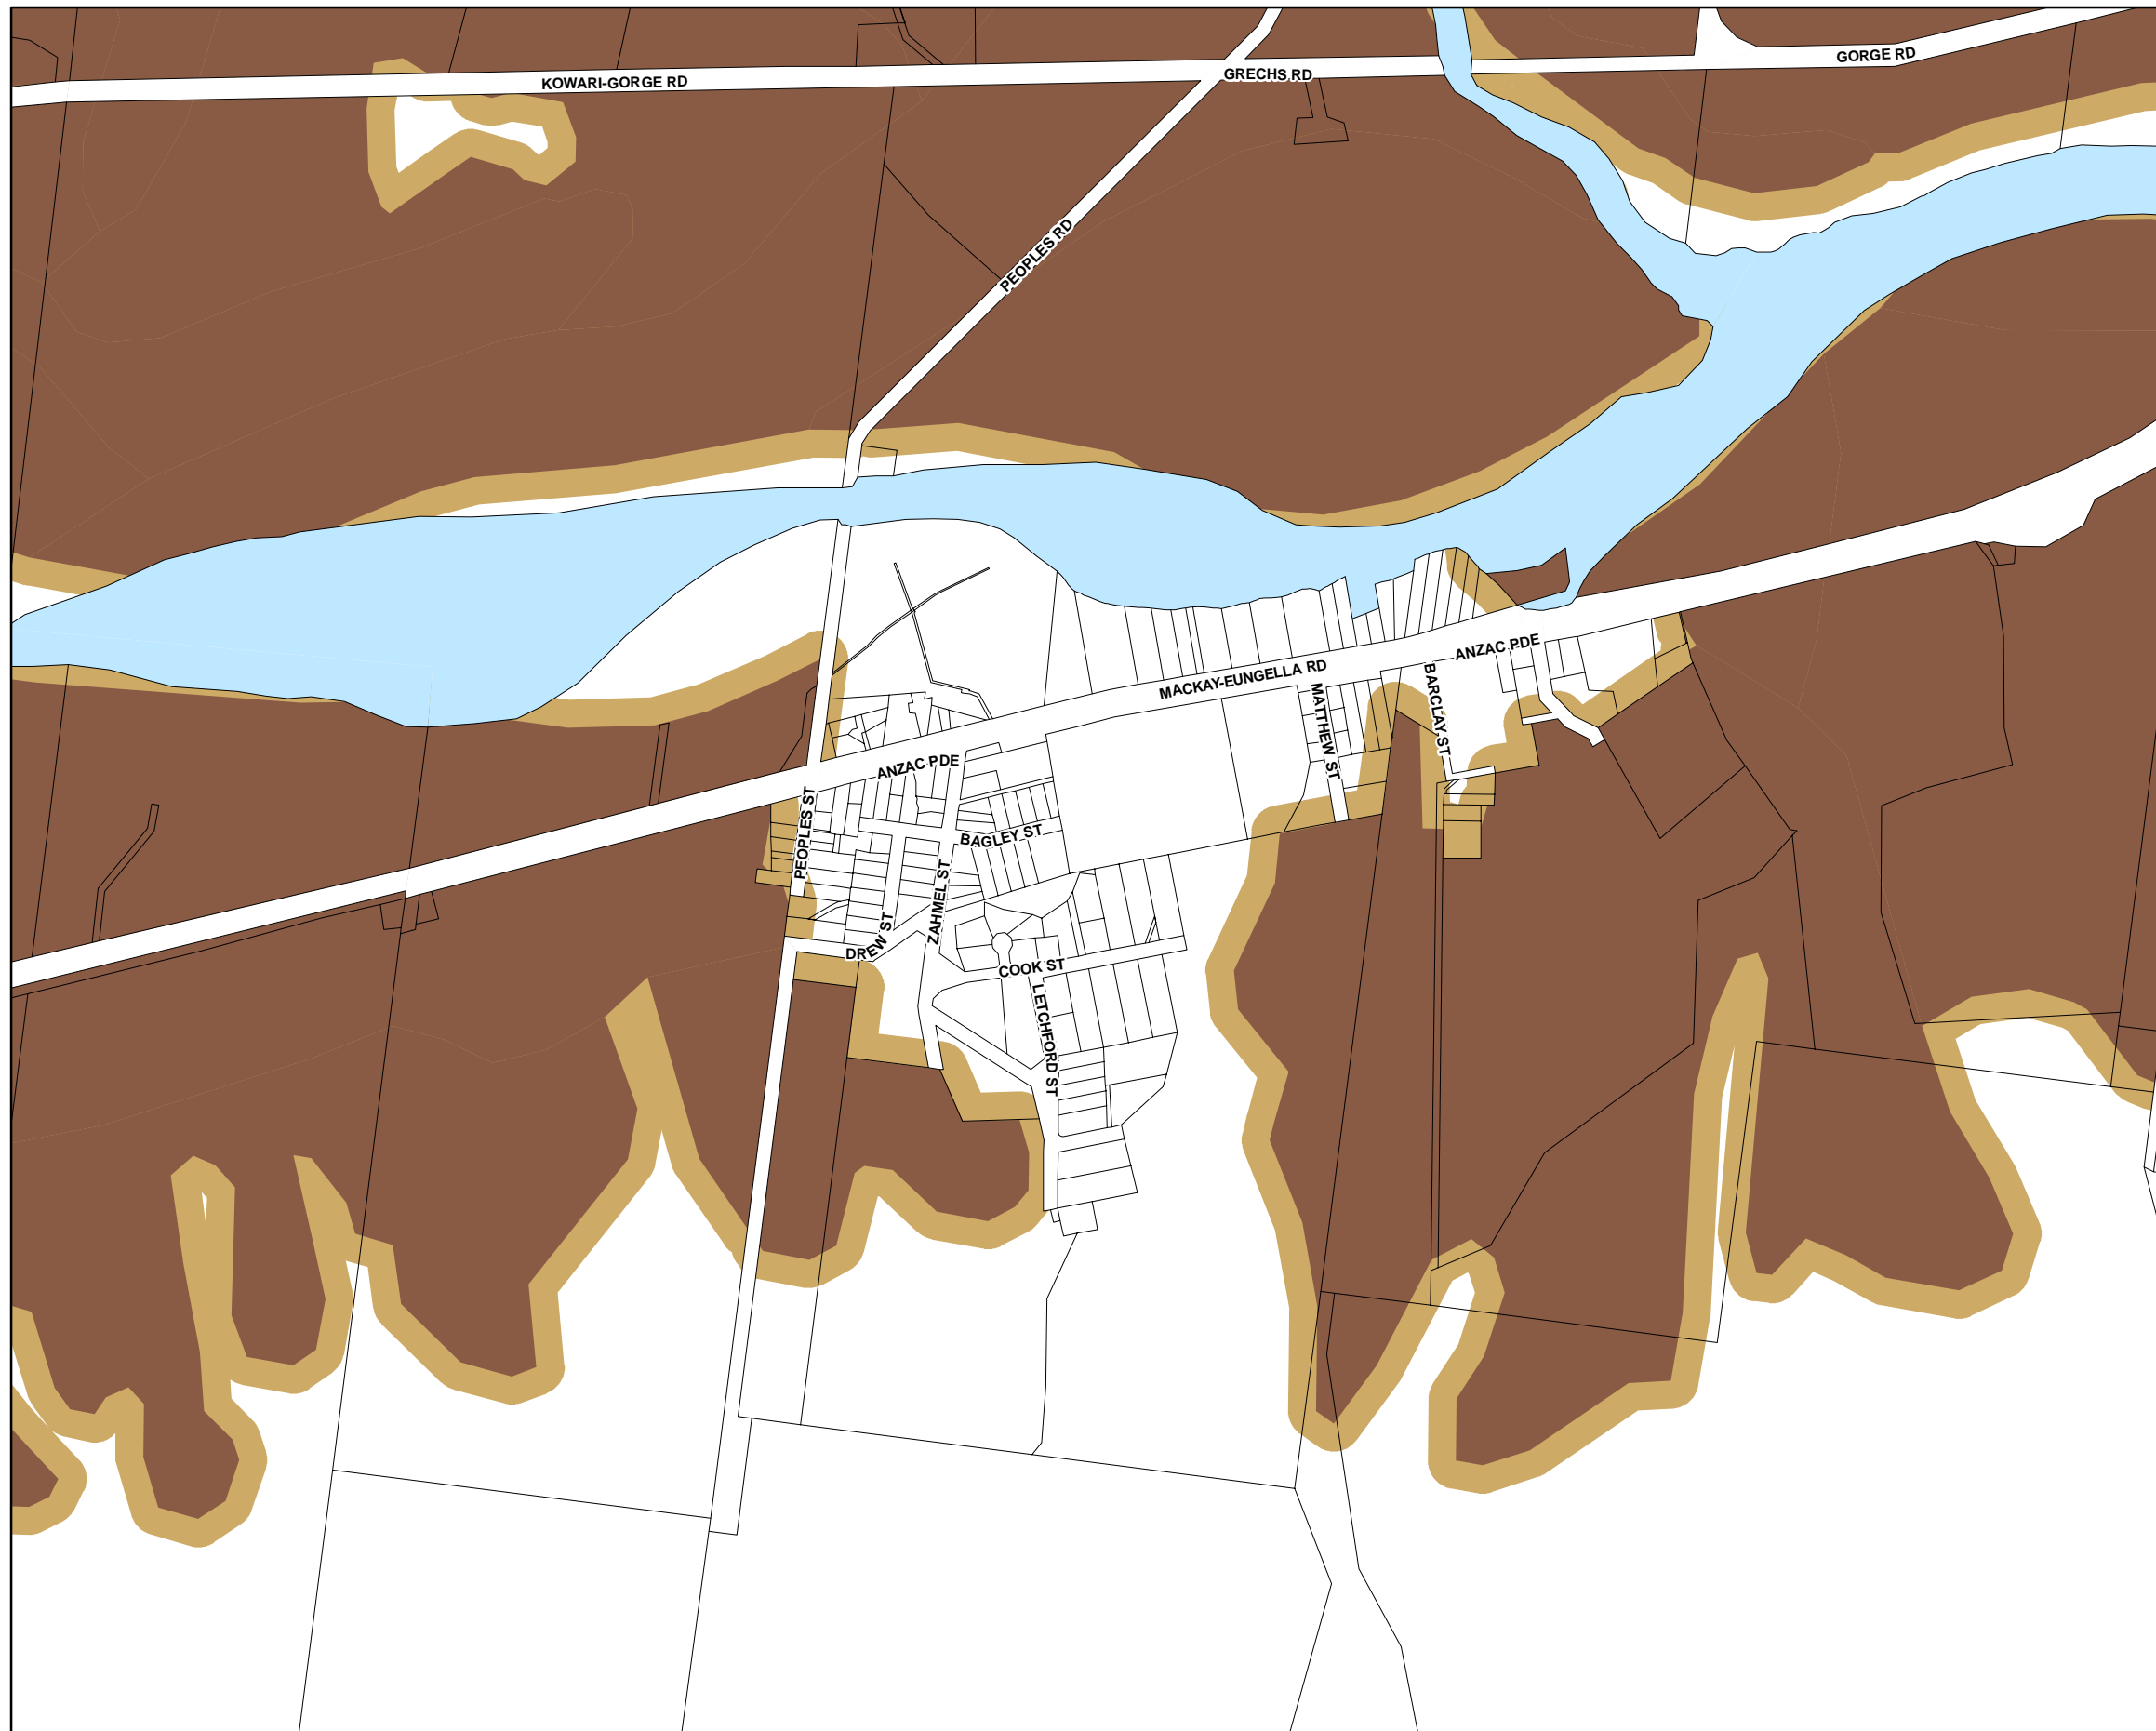 GORGE RD
KOWARI-GORGE RD
GRECHS RD
PEOPLES RD
ANZAC PDE
MACKAY-EUNGELLA RD
BARCLAY ST
MATTHEW ST
ANZAC PDE
PEOPLES ST
BAGLEY ST
ZAHMEL ST
DREW ST
COOK ST
LETCHFORD ST